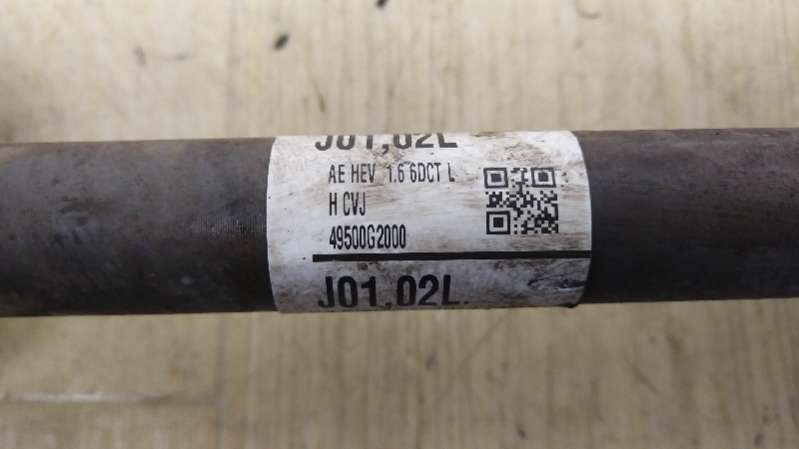 J01,02L
AE HEV 1.6 6DCT L
H CVJ
49500G2000
J01,02L